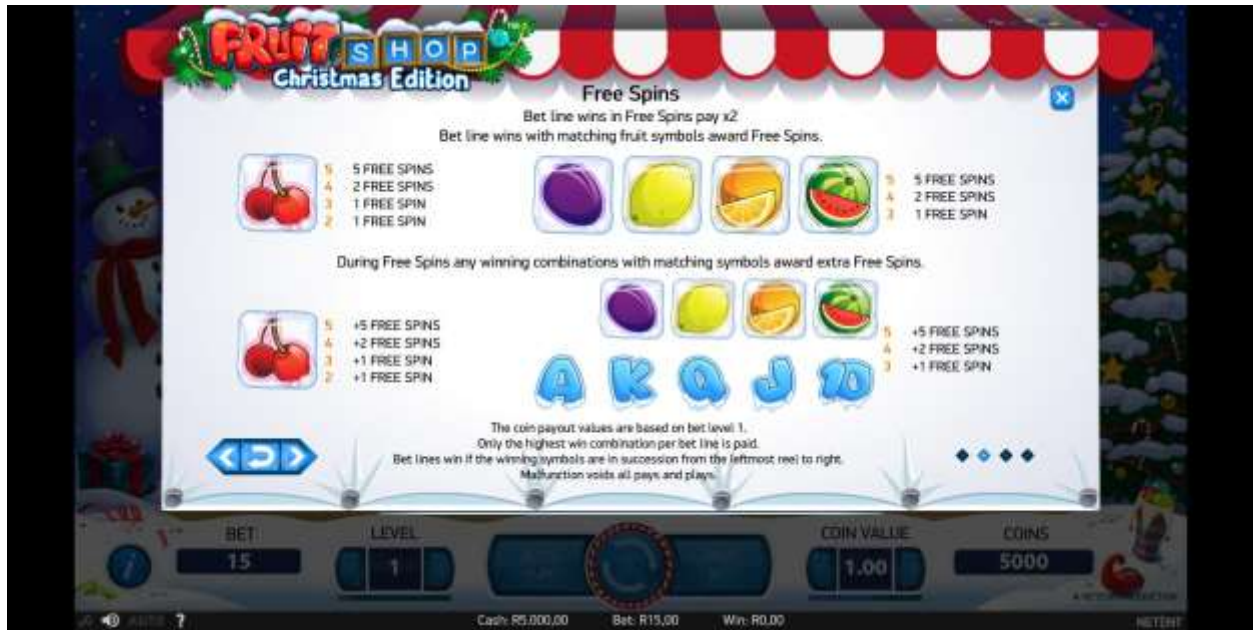 FRUIT SHOP
Christmas Edition
Free Spins
Bet line wins in Free Spins pay x2
Bet line wins with matching fruit symbols award Free Spins.
5 5 FREE SPINS
4 2 FREE SPINS
3 1 FREE SPIN
2 1 FREE SPIN
5 5 FREE SPINS
4 2 FREE SPINS
3 1 FREE SPIN
During Free Spins any winning combinations with matching symbols award extra Free Spins.
5 +5 FREE SPINS
4 +2 FREE SPINS
3 +1 FREE SPIN
2 +1 FREE SPIN
5 +5 FREE SPINS
4 +2 FREE SPINS
3 +1 FREE SPIN
A K Q J 10
The coin payout values are based on bet level 1.
Only the highest win combination per bet line is paid.
Bet lines win if the winning symbols are in succession from the leftmost reel to right.
Malfunction voids all pays and plays.
BET LEVEL COIN VALUE COINS
15 1 1.00 5000
?
Cash: R5.000,00 Bet: R15,00 Win: R0,00
NETENT